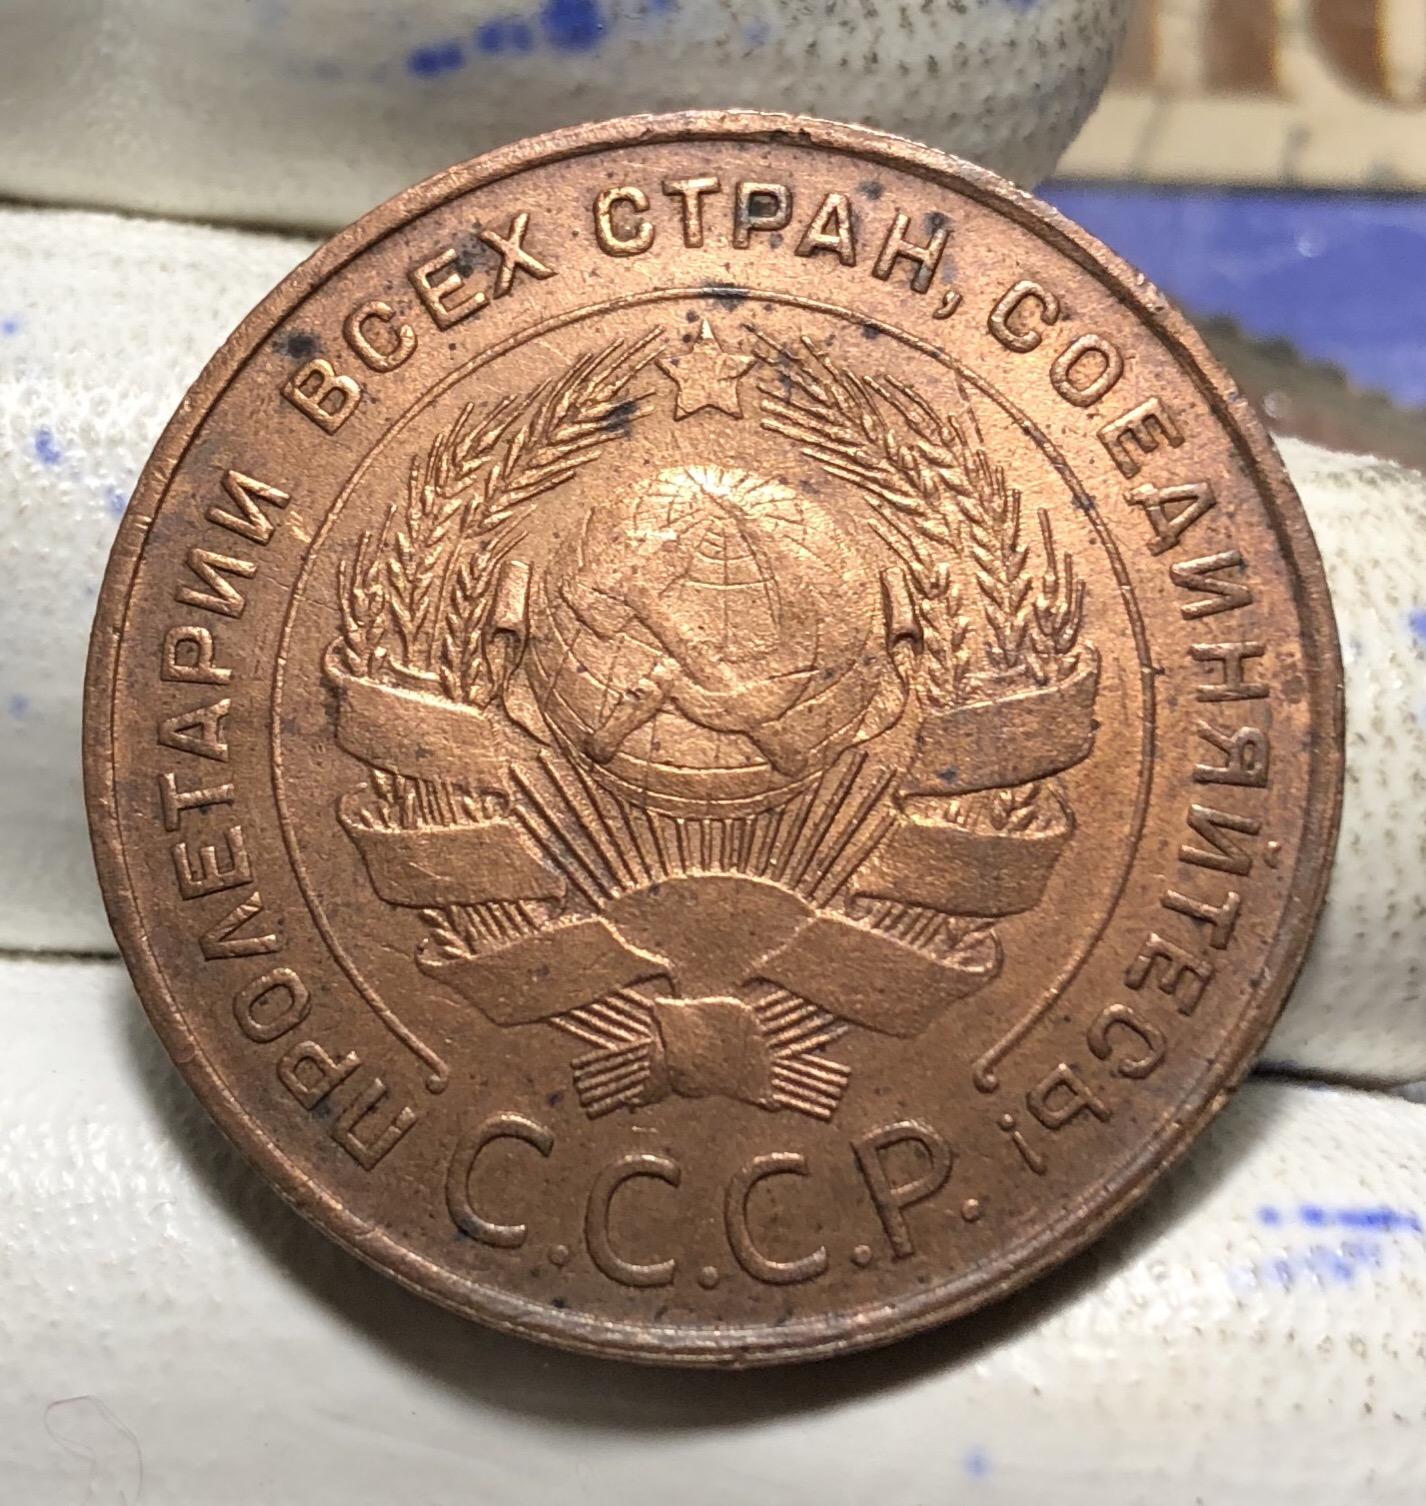 ПРОЛЕТАРИИ ВСЕХ СТРАН, СОЕДИНЯЙТЕСЬ!
С.С.С.Р.